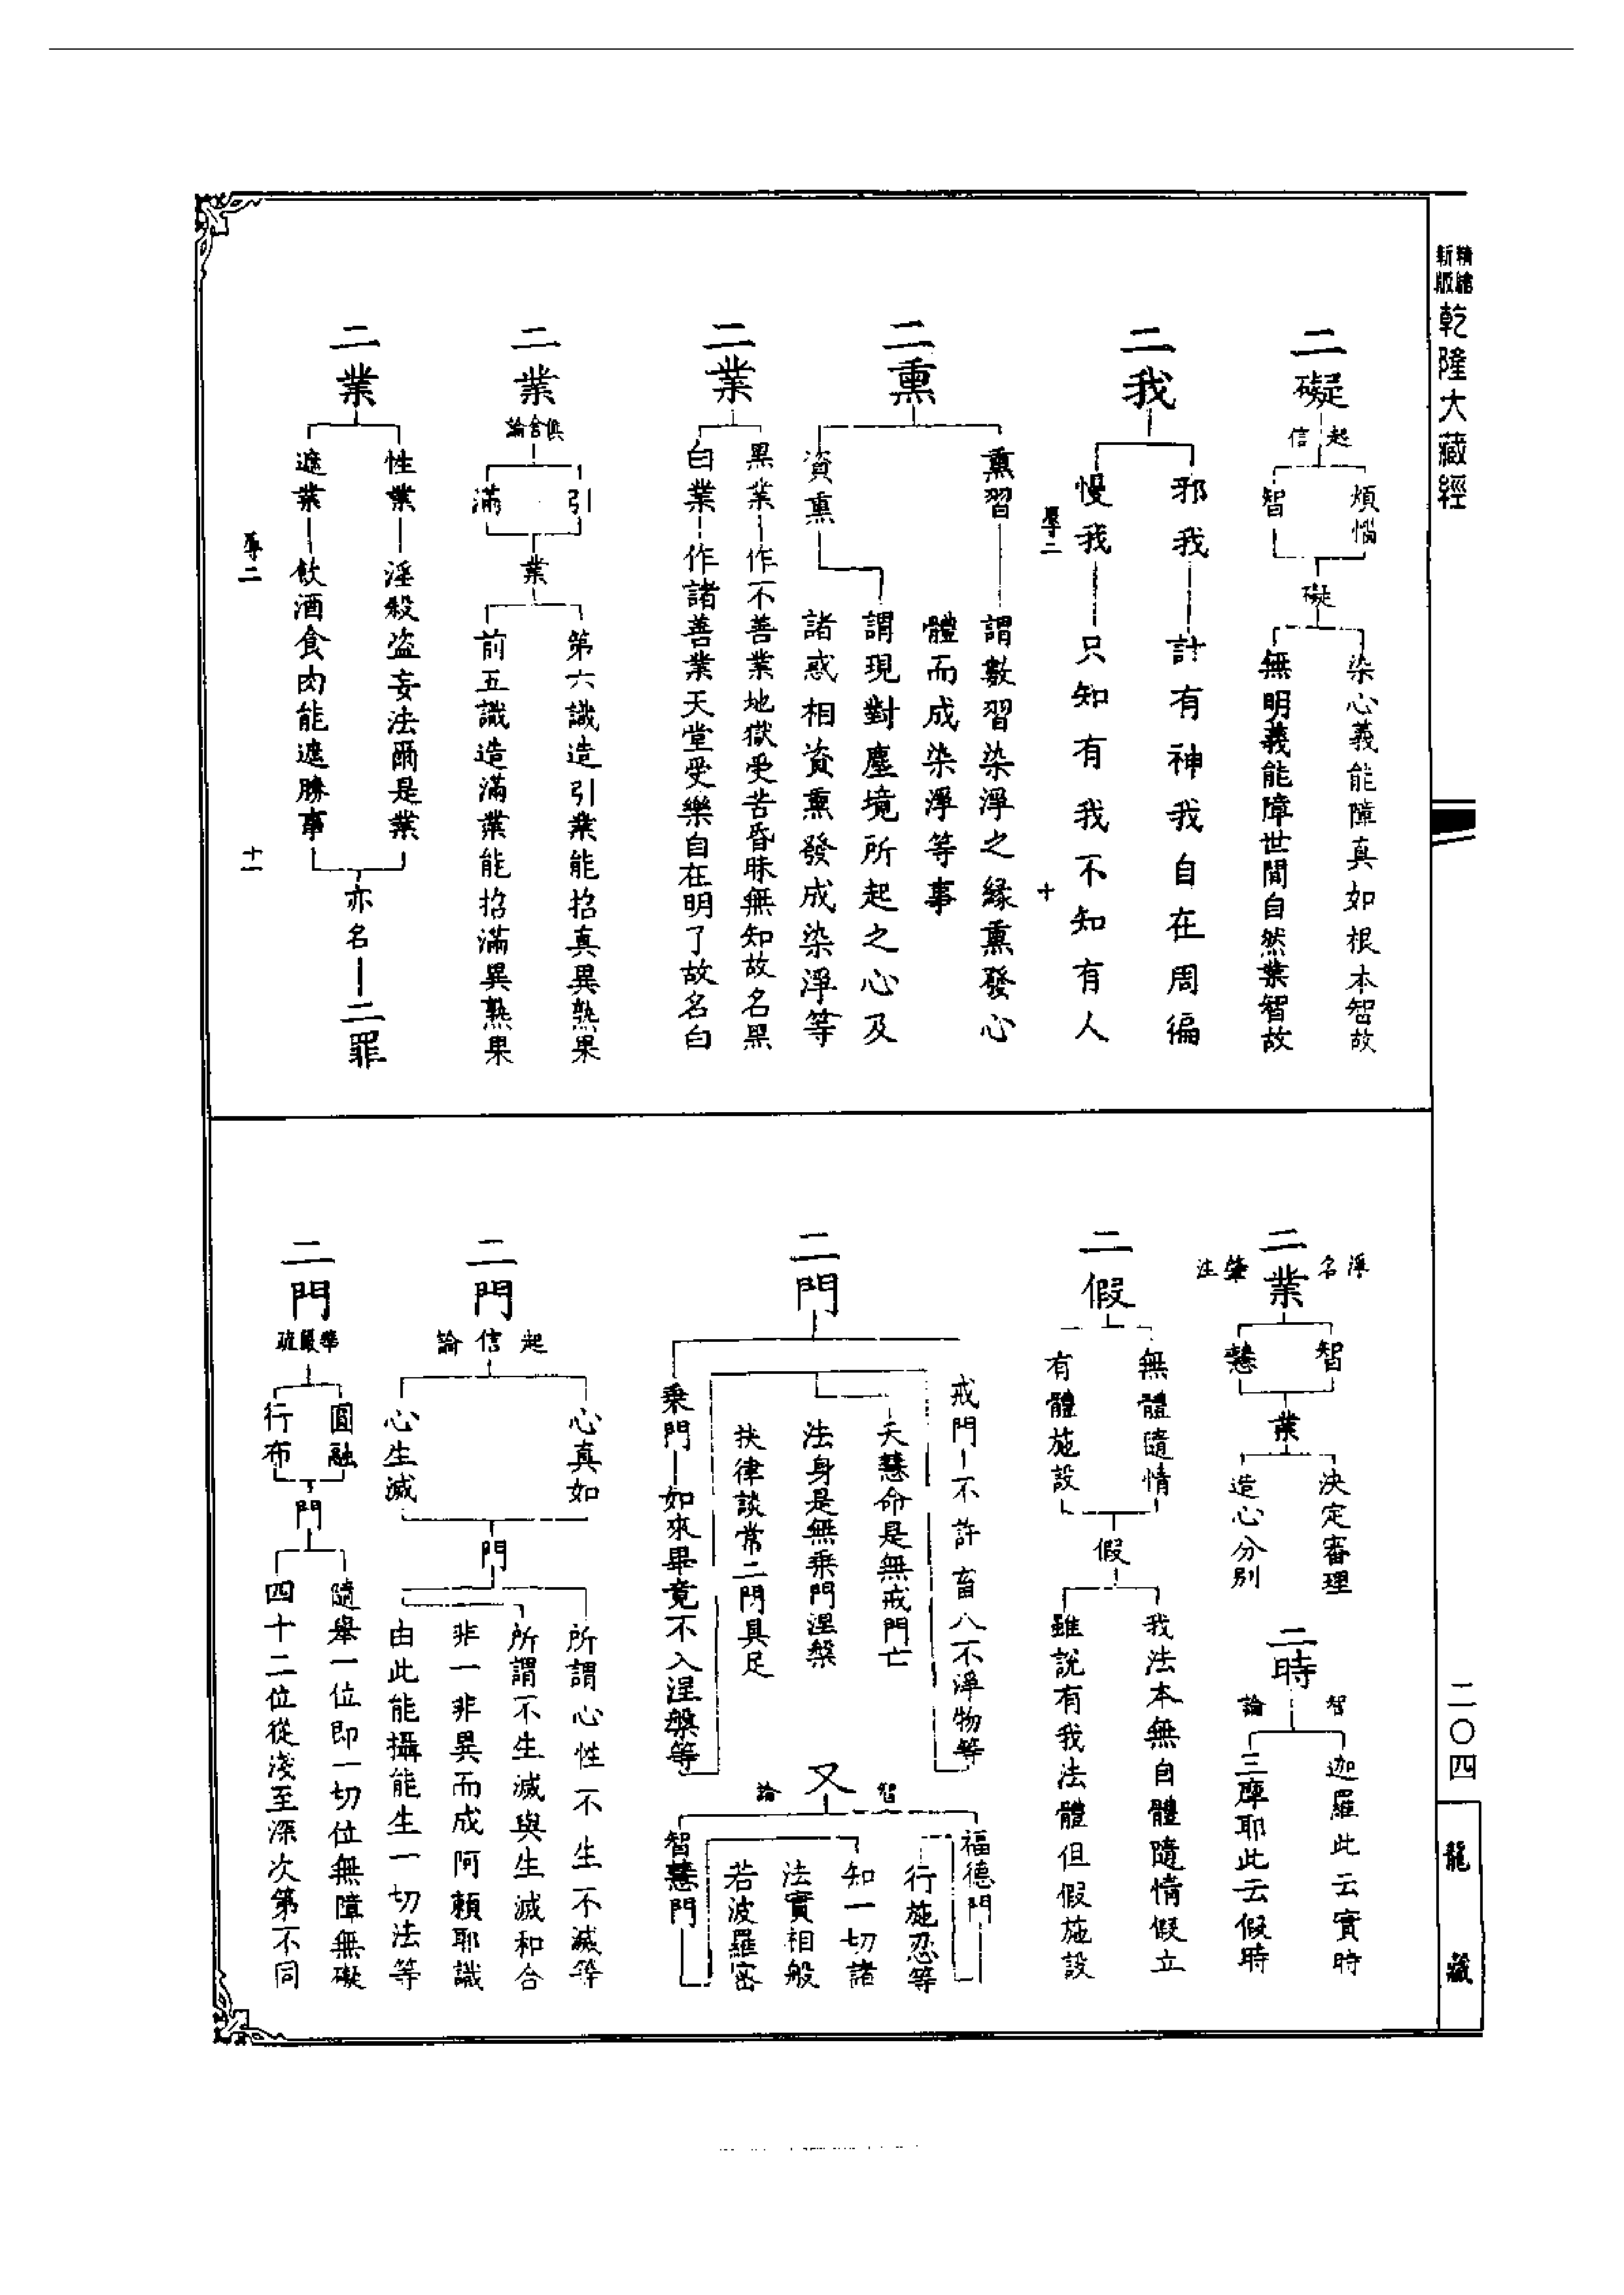 精縮
新版
乾隆大藏經
二〇四
龍藏
二礙
起信
煩惱
智
礙
染心義能障真如根本智故
無明義能障世間自然業智故
二我
邪我
計有神我自在周徧
慢我
只知有我不知有人
十
二熏
熏習
謂數習染淨之緣熏發心
體而成染淨等事
資熏
謂現對塵境所起之心及
諸惑相資熏發成染淨等
二業
黑業
作不善業地獄受苦昏昧無知故名黑
白業
作諸善業天堂受樂自在明了故名白
二業
俱舍論
引
滿
業
第六識造引業能招真異熟果
前五識造滿業能招滿異熟果
二業
性業
婬殺盜妄法爾是業
遮業
飲酒食肉能遮勝事
亦名
二罪
十一
二業
淨名
肇注
智
慧
業
決定審理
造心分別
二時
智論
迦羅此云實時
三摩耶此云假時
二假
無體隨情
有體施設
假
我法本無自體隨情假立
雖說有我法體但假施設
二門
戒門
不許畜八不淨物等
夭慧命是無戒門亡
法身是無乘門涅槃
扶律談常二門具足
乘門
如來畢竟不入涅槃等
又
智論
福德門
行施忍等
知一切諸
法實相般
若波羅密
智慧門
二門
起信論
心真如
心生滅
門
所謂心性不生不滅等
所謂不生滅與生滅和合
非一非異而成阿賴耶識
由此能攝能生一切法等
二門
華嚴疏
圓融
行布
門
隨舉一位即一切位無障無礙
四十二位從淺至深次第不同